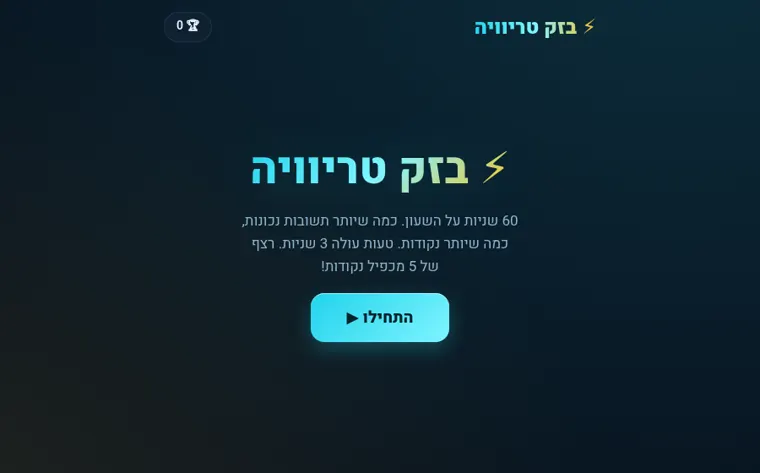 ⚡ בזק טריוויה
🏆 0
⚡ בזק טריוויה
60 שניות על השעון. כמה שיותר תשובות נכונות,
כמה שיותר נקודות. טעות עולה 3 שניות. רצף
של 5 מכפיל נקודות!
התחילו ▶